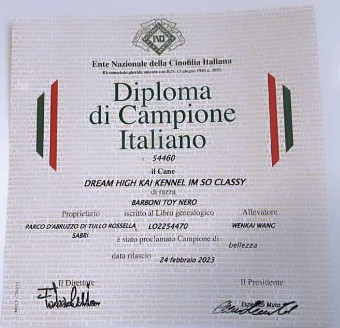 Ente Nazionale della Cinofilia Italiana
Diploma
di Campione
Italiano
54460
il Cane
DREAM HIGH KAI KENNEL IM SO CLASSY
di razza
BARBONI TOY NERO
Proprietario iscritto al Libro genealogico Allevatore
PARCO D'ABRUZZO DI TULLO ROSSELLA LO2254470 WENKAI WANG
SABRI
è stato proclamato Campione di
bellezza
data rilascio 24 febbraio 2023
Il Direttore Il Presidente
Muto